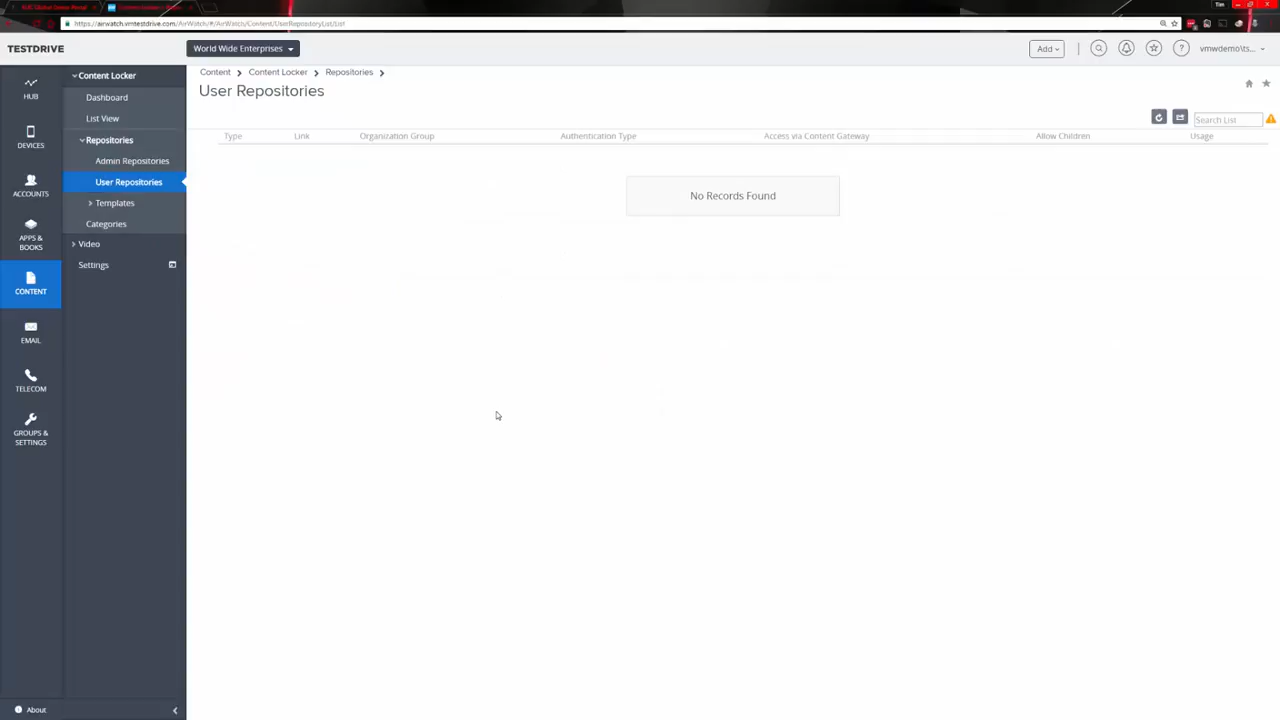 Tim
https://airwatch.vmtestdrive.com/AirWatch/#/AirWatch/Content/UserRepositoryList/List
TESTDRIVE
World Wide Enterprises
Add
vmwdemo\ts...
HUB
DEVICES
ACCOUNTS
APPS &
BOOKS
CONTENT
EMAIL
TELECOM
GROUPS &
SETTINGS
About
Content Locker
Dashboard
List View
Repositories
Admin Repositories
User Repositories
Templates
Categories
Video
Settings
Content > Content Locker > Repositories >
User Repositories
Search List
Type Link Organization Group Authentication Type Access via Content Gateway Allow Children Usage
No Records Found